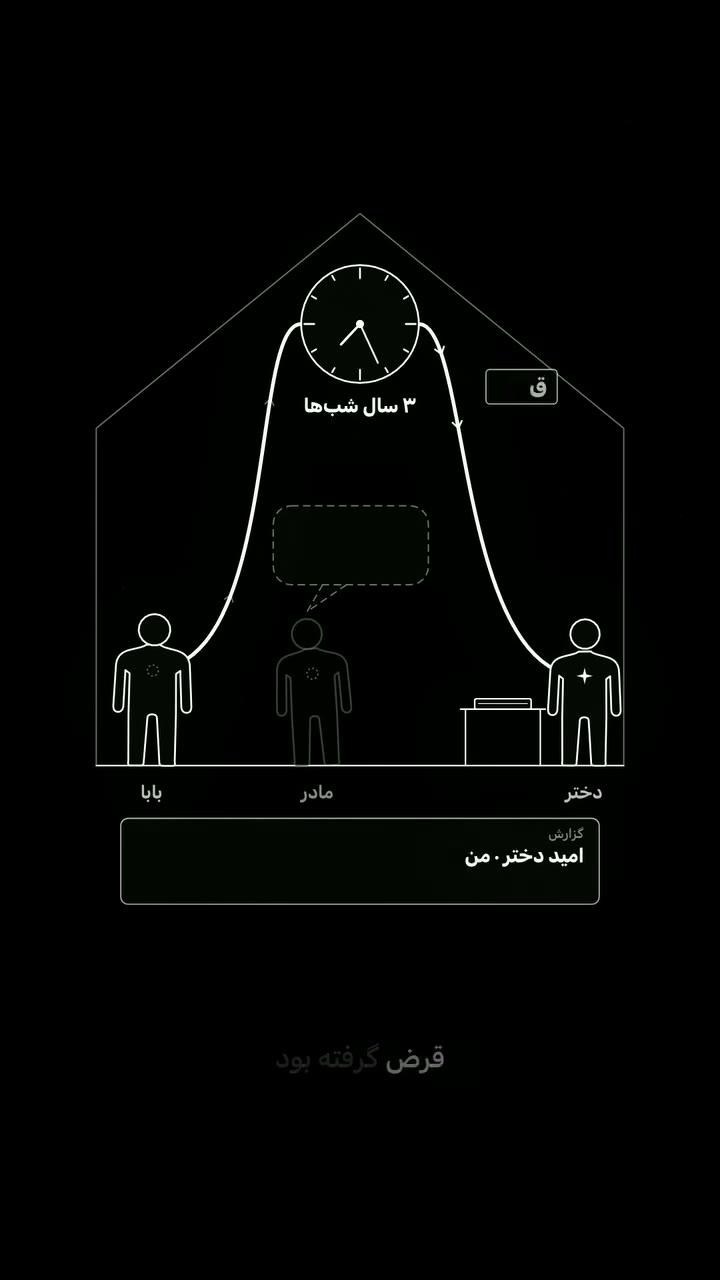 ۳ سال شب‌ها
ق
بابا
مادر
دختر
گزارش
امید دختر · من
قرض گرفته بود